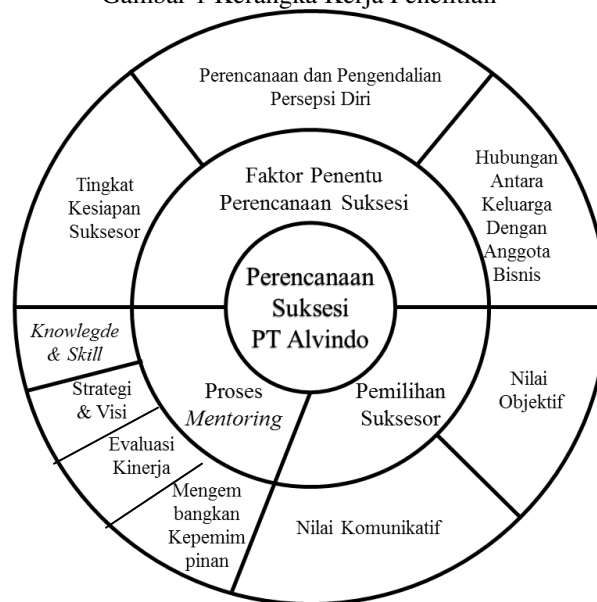 Gambar 1 Kerangka Kerja Penelitian
Perencanaan dan Pengendalian
Persepsi Diri
Tingkat
Kesiapan
Suksesor
Faktor Penentu
Perencanaan Suksesi
Hubungan
Antara
Keluarga
Dengan
Anggota
Bisnis
Perencanaan
Suksesi
PT Alvindo
Knowlegde
& Skill
Strategi
& Visi
Evaluasi
Kinerja
Mengem
bangkan
Kepemim
pinan
Proses
Mentoring
Pemilihan
Suksesor
Nilai
Objektif
Nilai Komunikatif